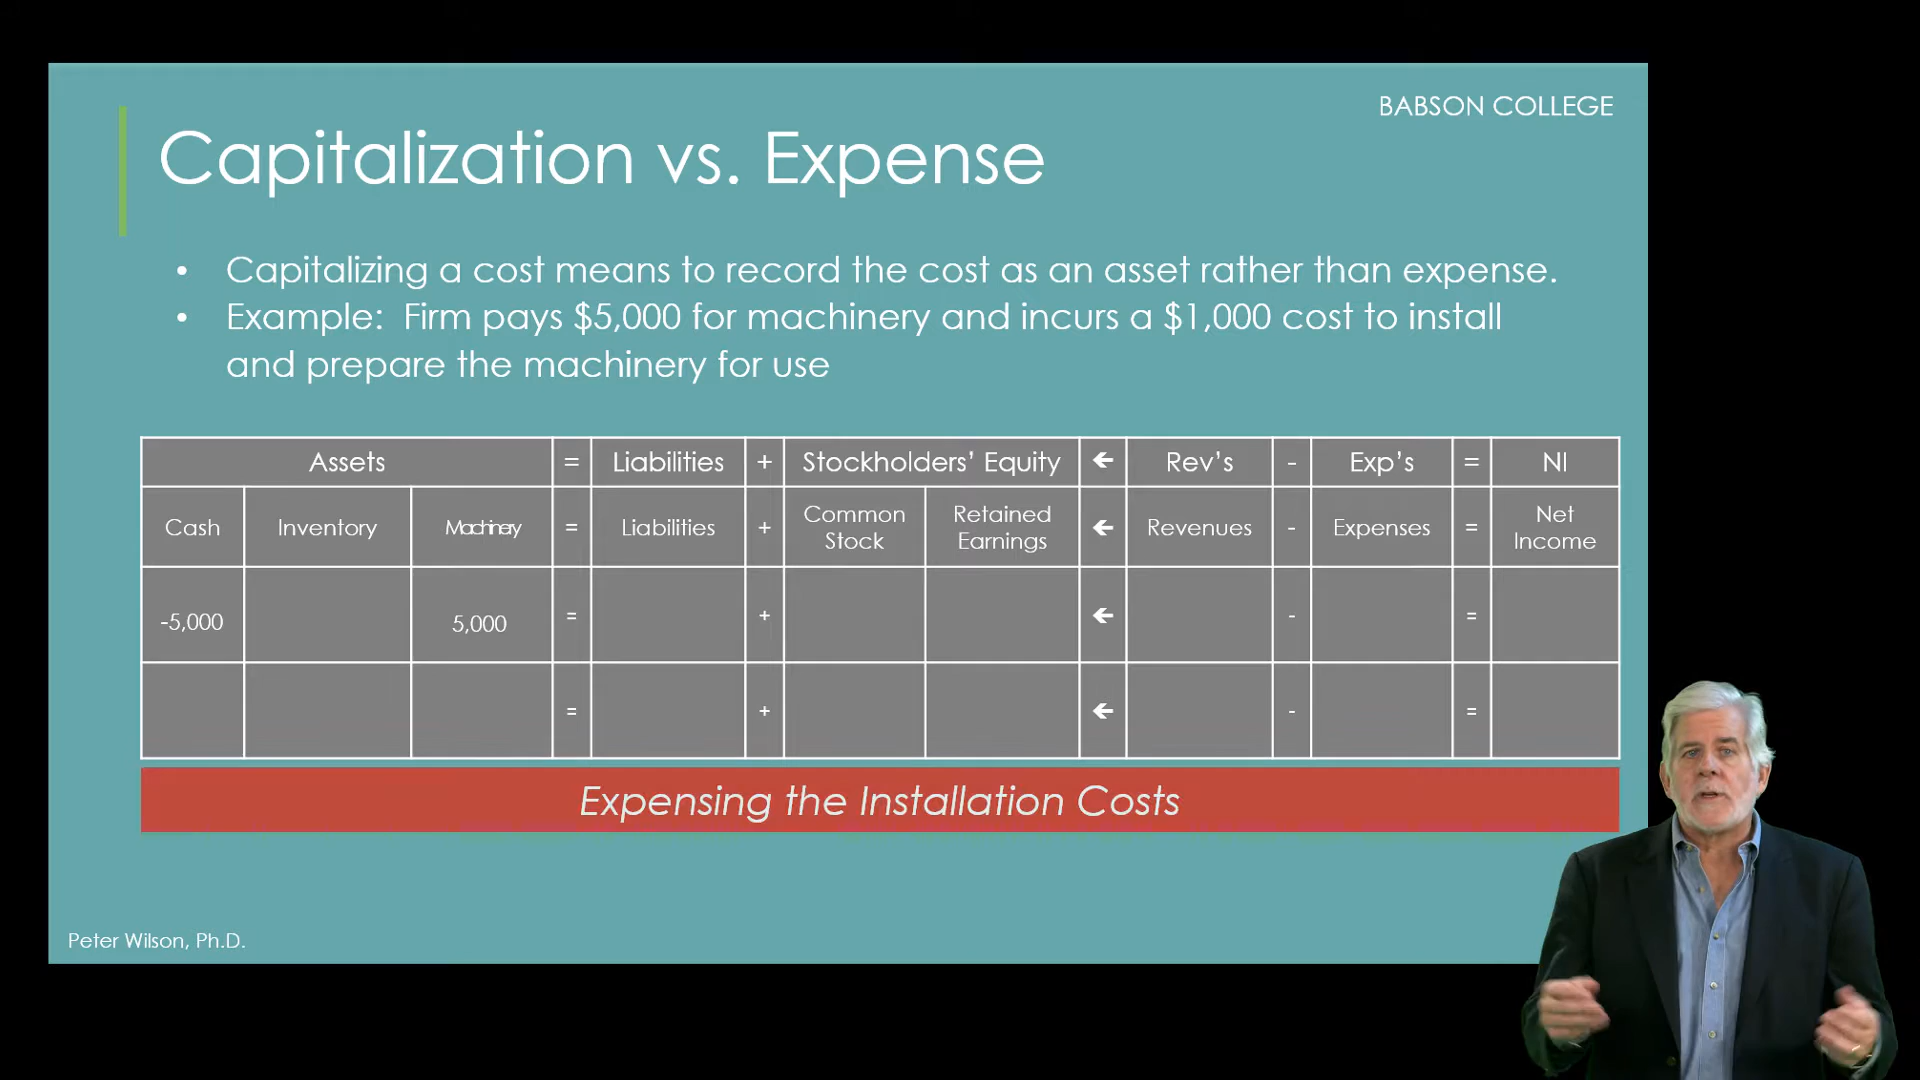 BABSON COLLEGE
Capitalization vs. Expense
• Capitalizing a cost means to record the cost as an asset rather than expense.
• Example: Firm pays $5,000 for machinery and incurs a $1,000 cost to install
and prepare the machinery for use
Assets = Liabilities + Stockholders’ Equity ← Rev’s - Exp’s = NI
Cash Inventory Machinery = Liabilities + Common Stock Retained Earnings ← Revenues - Expenses = Net Income
-5,000 5,000 = + ← - =
= + ← - =
Expensing the Installation Costs
Peter Wilson, Ph.D.